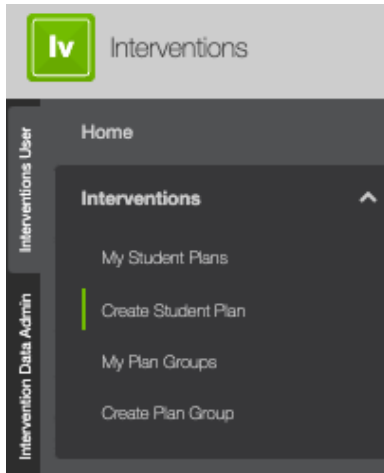 Iv
Interventions
Interventions User
Intervention Data Admin
Home
Interventions
My Student Plans
Create Student Plan
My Plan Groups
Create Plan Group